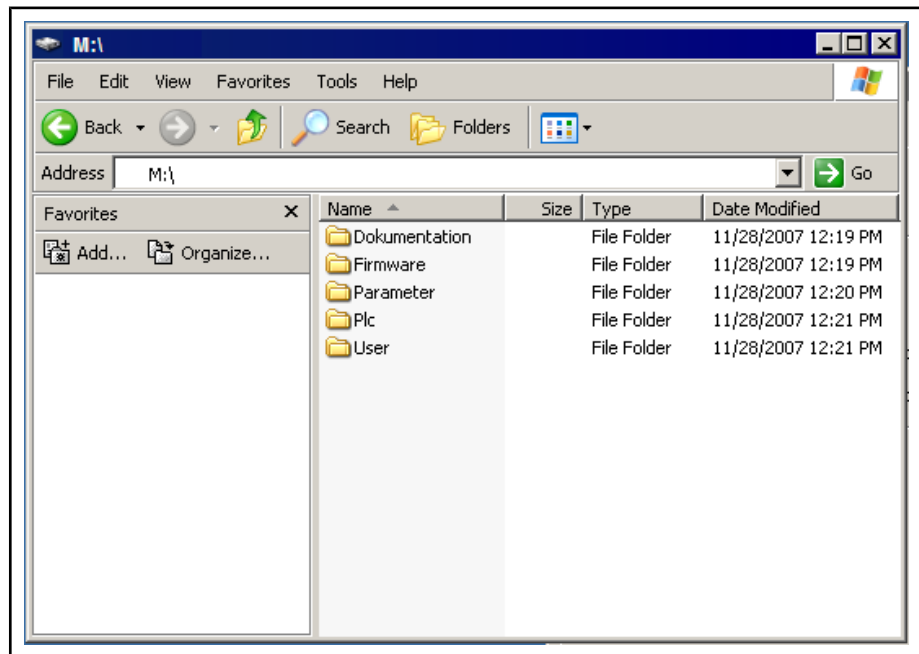 M:\
File Edit View Favorites Tools Help
Back Search Folders
Address M:\ Go
Favorites x Name Size Type Date Modified
Add... Organize...
Dokumentation File Folder 11/28/2007 12:19 PM
Firmware File Folder 11/28/2007 12:19 PM
Parameter File Folder 11/28/2007 12:20 PM
Plc File Folder 11/28/2007 12:21 PM
User File Folder 11/28/2007 12:21 PM